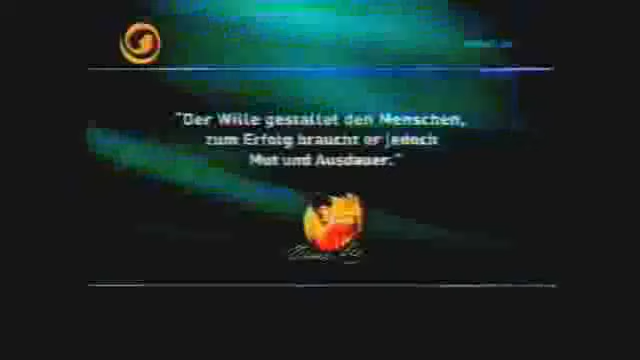 "Der Wille gestaltet den Menschen,
zum Erfolg braucht er jedoch
Mut und Ausdauer."